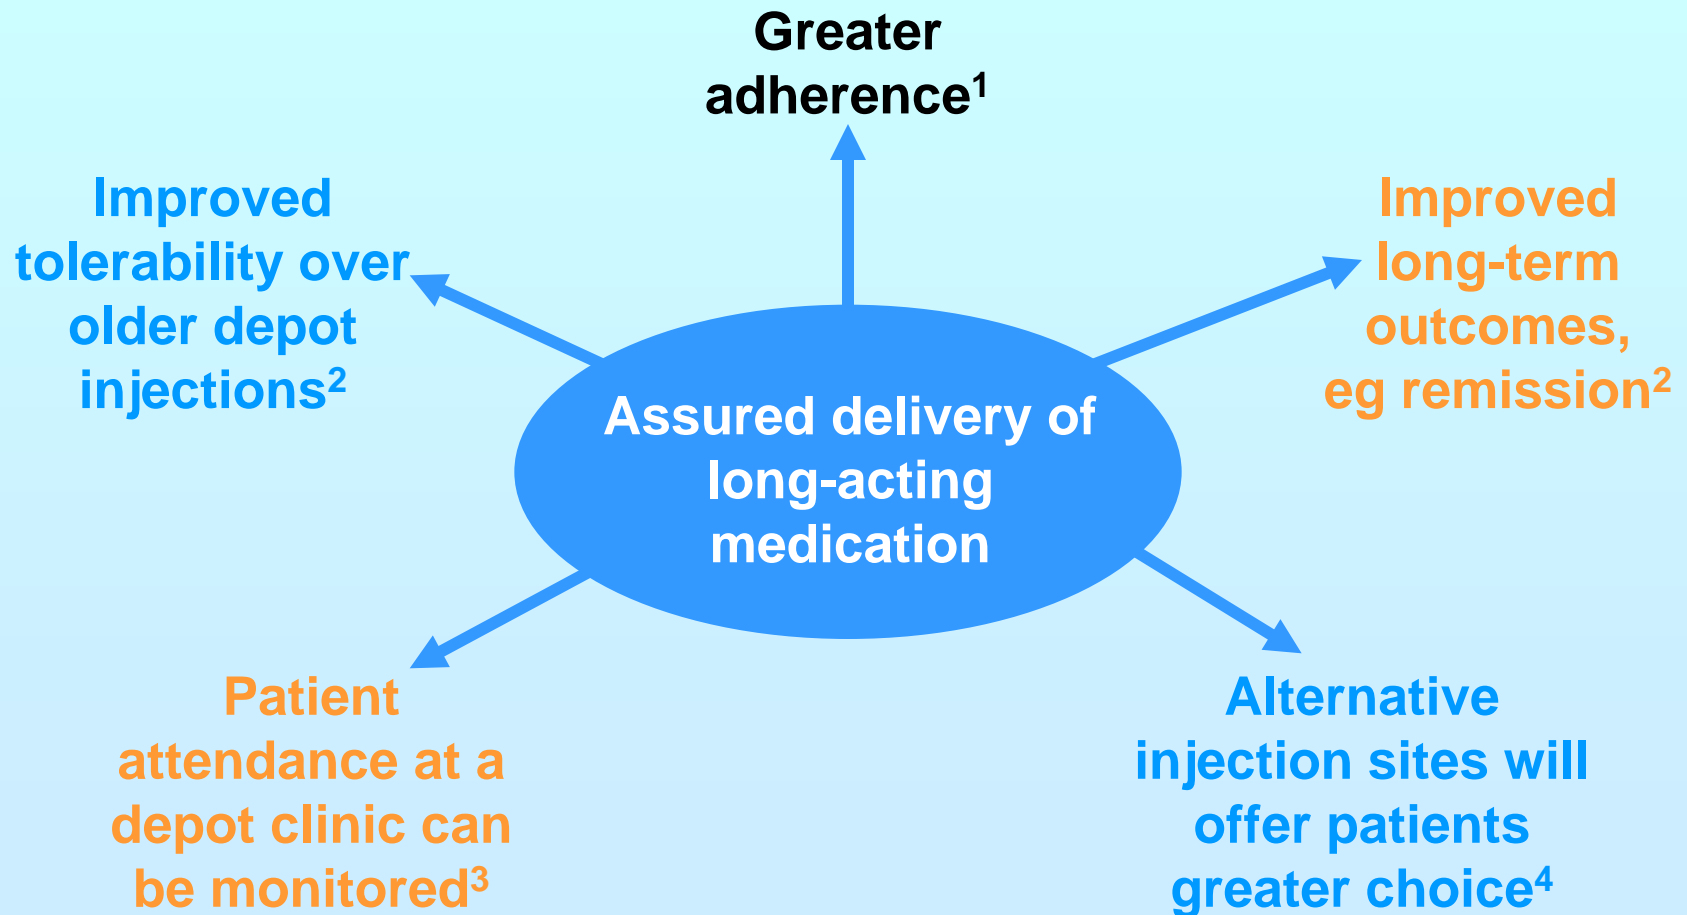 Greater
adherence¹
Improved
tolerability over
older depot
injections²
Improved
long-term
outcomes,
eg remission²
Assured delivery of
long-acting
medication
Patient
attendance at a
depot clinic can
be monitored³
Alternative
injection sites will
offer patients
greater choice⁴